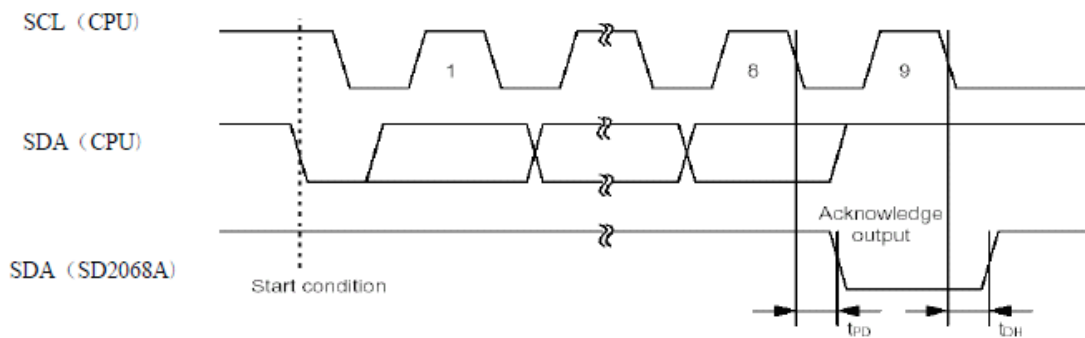 SCL（CPU）
1
8
9
SDA（CPU）
Acknowledge
output
SDA（SD2068A）
Start condition
tPD
tDH